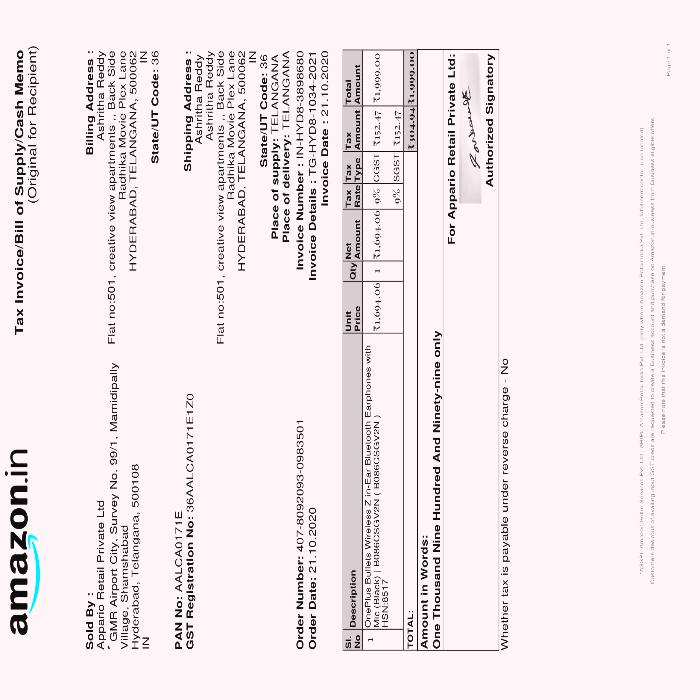 amazon.in
Tax Invoice/Bill of Supply/Cash Memo
(Original for Recipient)
Sold By :
Appario Retail Private Ltd
* GMR Airport City, Survey No. 99/1, Mamidipally
Village, Shamshabad
Hyderabad, Telangana, 500108
IN
PAN No: AALCA0171E
GST Registration No: 36AALCA0171E1Z0
Order Number: 407-8092093-0983501
Order Date: 21.10.2020
Billing Address :
Ashritha Reddy
Flat no:501, creative view apartments .. Back Side
Radhika Movie Plex Lane
HYDERABAD, TELANGANA, 500062
IN
State/UT Code: 36
Shipping Address :
Ashritha Reddy
Ashritha Reddy
Flat no:501, creative view apartments .. Back Side
Radhika Movie Plex Lane
HYDERABAD, TELANGANA, 500062
IN
State/UT Code: 36
Place of supply: TELANGANA
Place of delivery: TELANGANA
Invoice Number : IN-HYD8-3898680
Invoice Details : TG-HYD8-1034-2021
Invoice Date : 21.10.2020
Sl. No Description Unit Price Qty Net Amount Tax Rate Tax Type Tax Amount Total Amount
1 OnePlus Bullets Wireless Z in-Ear Bluetooth Earphones with
Mic (Black) | B086CSGV2N ( B086CSGV2N )
HSN:8517
₹1,694.06 1 ₹1,694.06 9% CGST ₹152.47 ₹1,999.00
9% SGST ₹152.47
TOTAL: ₹304.94 ₹1,999.00
Amount in Words:
One Thousand Nine Hundred And Ninety-nine only
For Appario Retail Private Ltd:
Authorized Signatory
Whether tax is payable under reverse charge - No
Please note that this invoice is not a demand for payment
Page 1 of 1